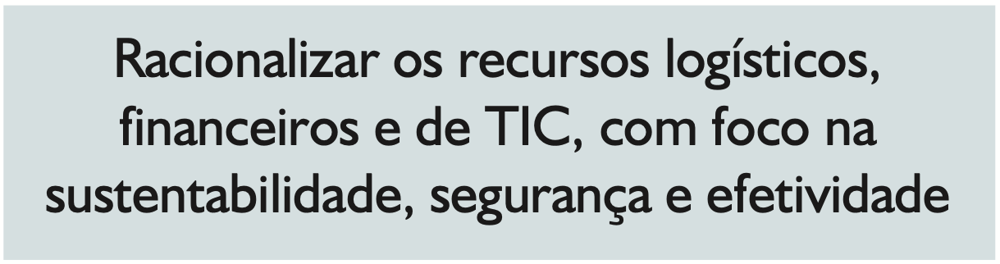 Racionalizar os recursos logísticos,
financeiros e de TIC, com foco na
sustentabilidade, segurança e efetividade